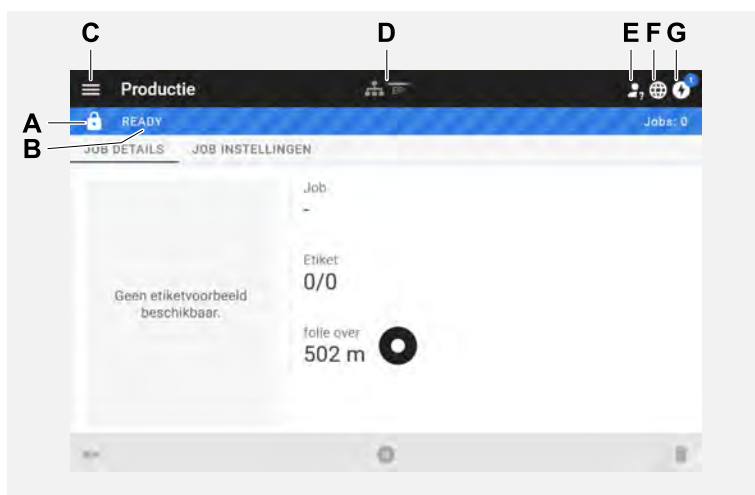 C D E F G
Productie
A READY Jobs: 0
B
JOB DETAILS JOB INSTELLINGEN
Job
-
Etiket
0/0
Geen etiketvoorbeeld
beschikbaar.
folie over
502 m